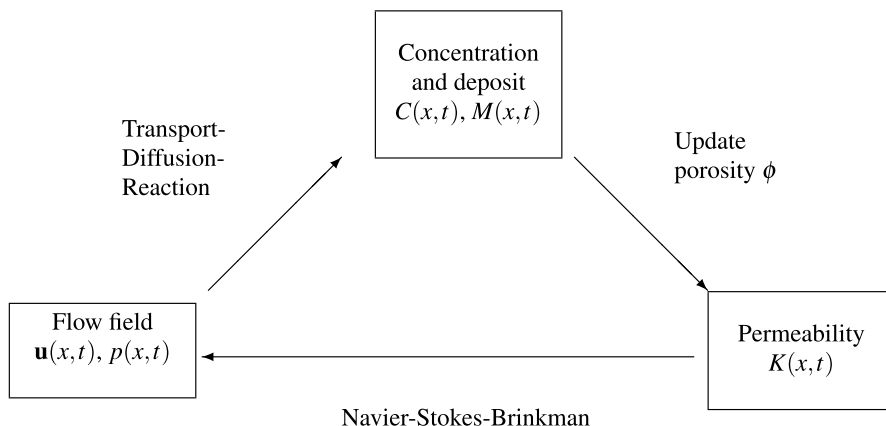 Concentration
and deposit
C(x,t), M(x,t)
Transport-
Diffusion-
Reaction
Update
porosity ϕ
Flow field
u(x,t), p(x,t)
Permeability
K(x,t)
Navier-Stokes-Brinkman